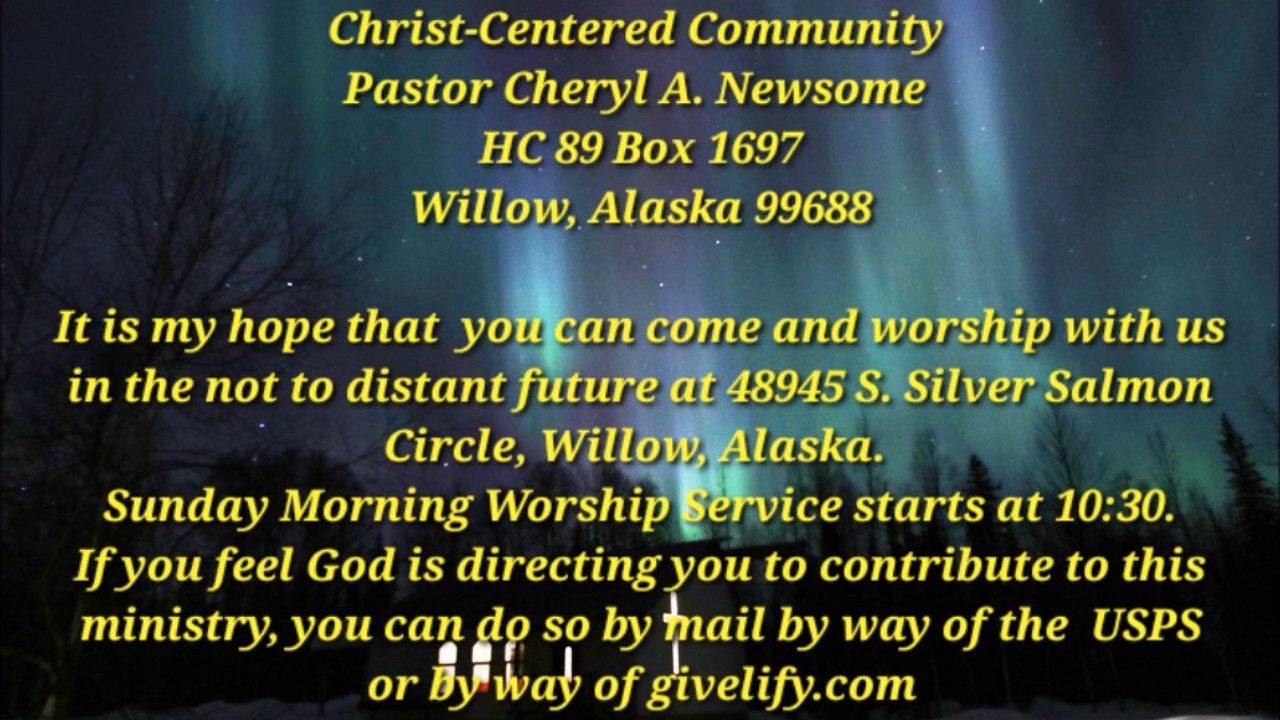 Christ-Centered Community
Pastor Cheryl A. Newsome
HC 89 Box 1697
Willow, Alaska 99688
It is my hope that  you can come and worship with us
in the not to distant future at 48945 S. Silver Salmon
Circle, Willow, Alaska.
Sunday Morning Worship Service starts at 10:30.
If you feel God is directing you to contribute to this
ministry, you can do so by mail by way of the  USPS
or by way of givelify.com